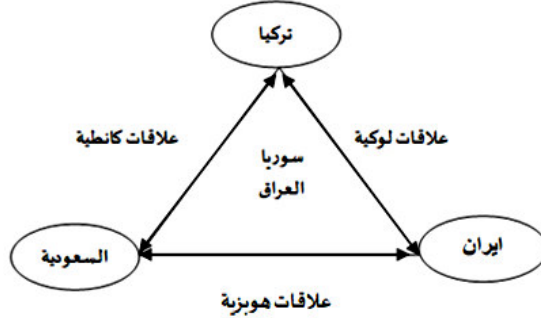 تركيا
علاقات كانطية
علاقات لوكية
سوريا
العراق
السعودية
ايران
علاقات هوبزية